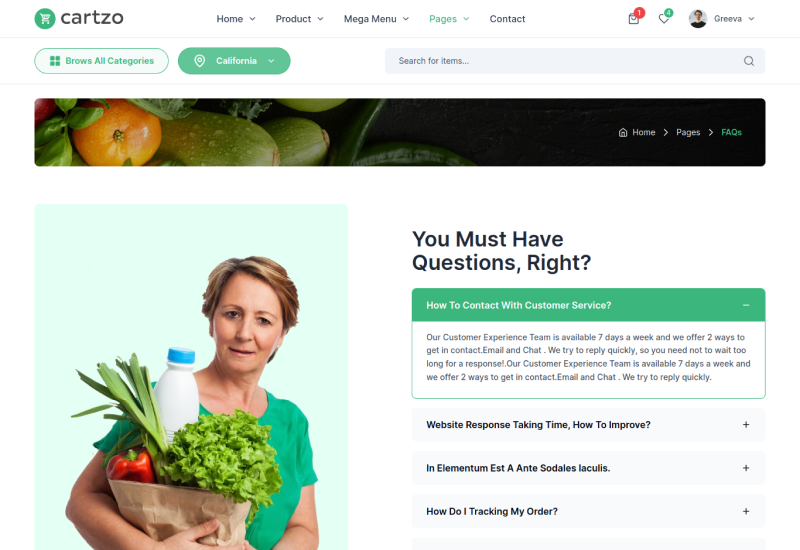 cartzo
Home
Product
Mega Menu
Pages
Contact
1
4
Greeva
Brows All Categories
California
Search for items...
Home
Pages
FAQs
You Must Have
Questions, Right?
How To Contact With Customer Service?
Our Customer Experience Team is available 7 days a week and we offer 2 ways to
get in contact.Email and Chat . We try to reply quickly, so you need not to wait too
long for a response!.Our Customer Experience Team is available 7 days a week and
we offer 2 ways to get in contact.Email and Chat . We try to reply quickly.
Website Response Taking Time, How To Improve?
In Elementum Est A Ante Sodales Iaculis.
How Do I Tracking My Order?